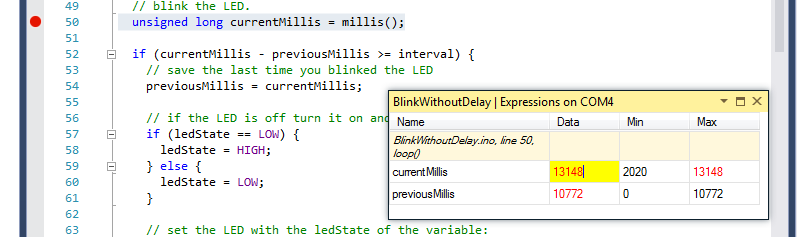 49 // blink the LED.
50 unsigned long currentMillis = millis();
51
52 if (currentMillis - previousMillis >= interval) {
53 // save the last time you blinked the LED
54 previousMillis = currentMillis;
55
56 // if the LED is off turn it on and
57 if (ledState == LOW) {
58 ledState = HIGH;
59 } else {
60 ledState = LOW;
61 }
62
63 // set the LED with the ledState of the variable:
BlinkWithoutDelay | Expressions on COM4
Name Data Min Max
BlinkWithoutDelay.ino, line 50,
loop()
currentMillis 13148 2020 13148
previousMillis 10772 0 10772